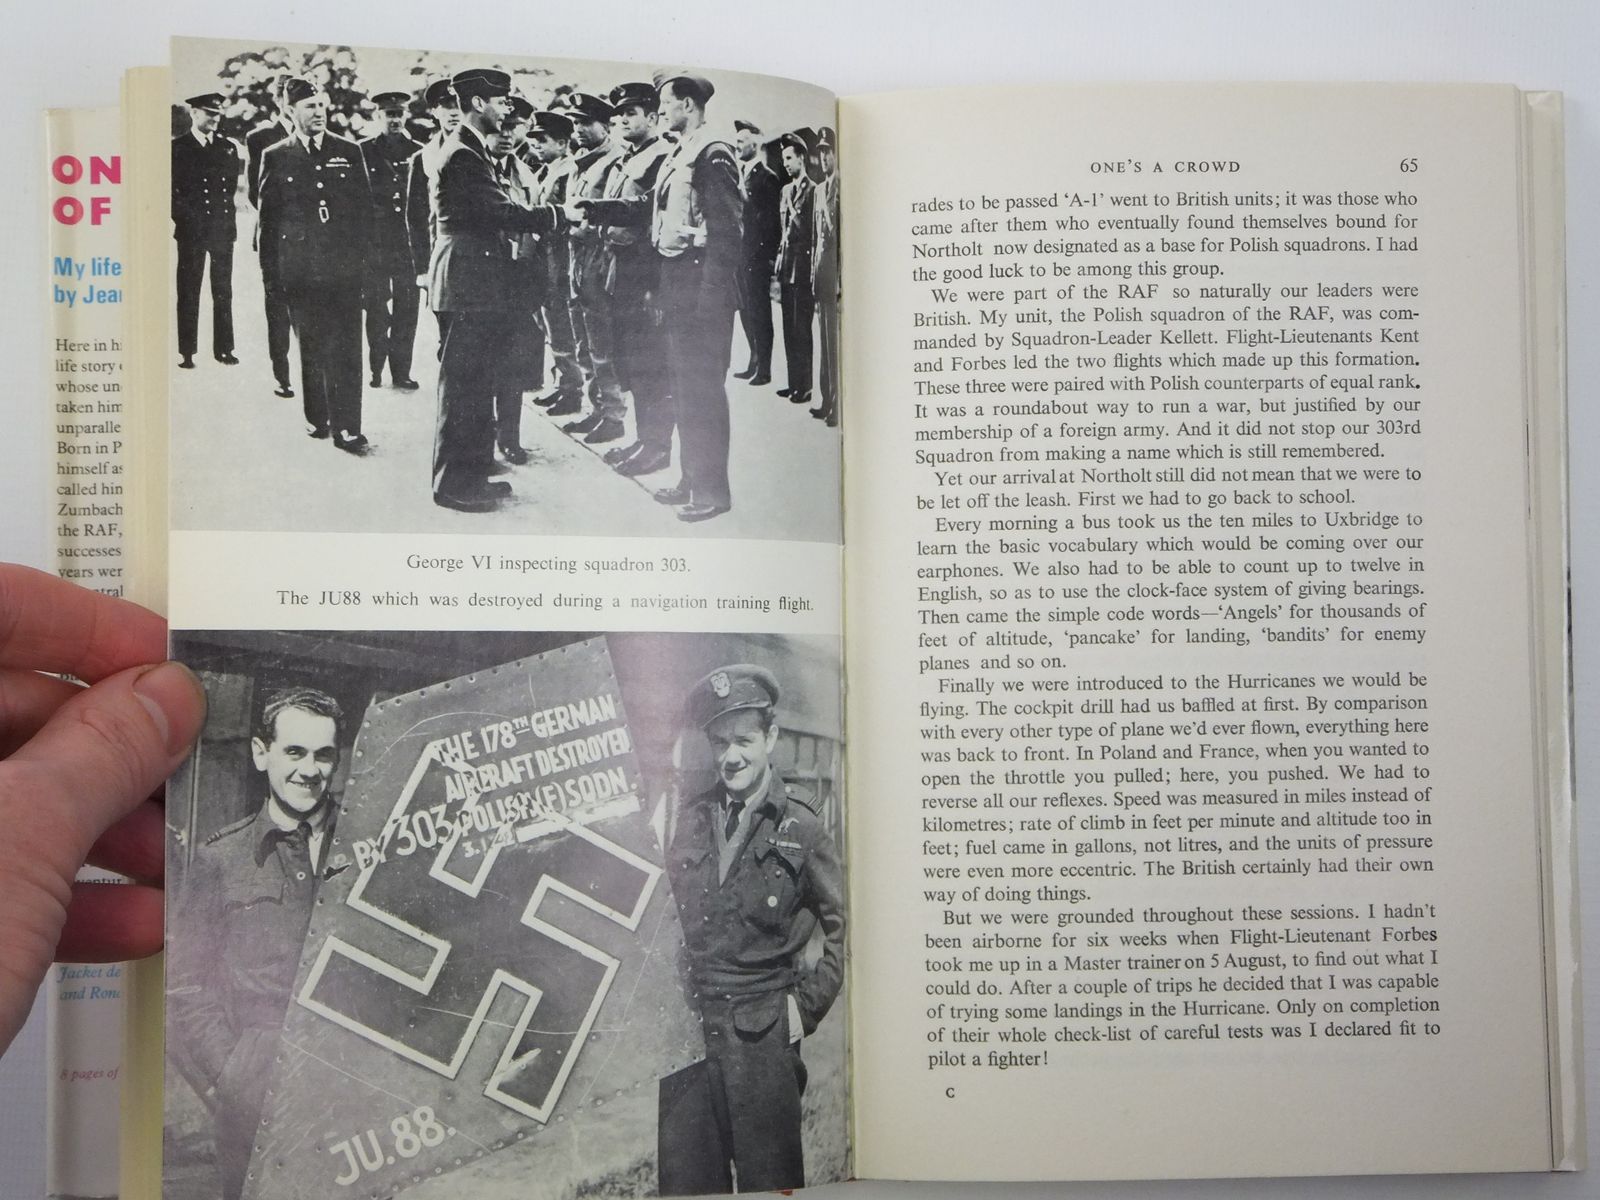 ON
OF
My life
by Jea
Here in h
life story
whose un
taken him
unparalle
Born in P
himself as
called him
Zumbach
the RAF,
successes
years wer
Jacket de
and Rona
8 pages of
George VI inspecting squadron 303.
The JU88 which was destroyed during a navigation training flight.
THE 178TH GERMAN
AIRCRAFT DESTROYED
BY 303 (POLISH)(F) SQDN.
JU.88.
ONE'S A CROWD 65
rades to be passed ‘A-1’ went to British units; it was those who
came after them who eventually found themselves bound for
Northolt now designated as a base for Polish squadrons. I had
the good luck to be among this group.
We were part of the RAF so naturally our leaders were
British. My unit, the Polish squadron of the RAF, was com-
manded by Squadron-Leader Kellett. Flight-Lieutenants Kent
and Forbes led the two flights which made up this formation.
These three were paired with Polish counterparts of equal rank.
It was a roundabout way to run a war, but justified by our
membership of a foreign army. And it did not stop our 303rd
Squadron from making a name which is still remembered.
Yet our arrival at Northolt still did not mean that we were to
be let off the leash. First we had to go back to school.
Every morning a bus took us the ten miles to Uxbridge to
learn the basic vocabulary which would be coming over our
earphones. We also had to be able to count up to twelve in
English, so as to use the clock-face system of giving bearings.
Then came the simple code words—‘Angels’ for thousands of
feet of altitude, ‘pancake’ for landing, ‘bandits’ for enemy
planes and so on.
Finally we were introduced to the Hurricanes we would be
flying. The cockpit drill had us baffled at first. By comparison
with every other type of plane we'd ever flown, everything here
was back to front. In Poland and France, when you wanted to
open the throttle you pulled; here, you pushed. We had to
reverse all our reflexes. Speed was measured in miles instead of
kilometres; rate of climb in feet per minute and altitude too in
feet; fuel came in gallons, not litres, and the units of pressure
were even more eccentric. The British certainly had their own
way of doing things.
But we were grounded throughout these sessions. I hadn't
been airborne for six weeks when Flight-Lieutenant Forbes
took me up in a Master trainer on 5 August, to find out what I
could do. After a couple of trips he decided that I was capable
of trying some landings in the Hurricane. Only on completion
of their whole check-list of careful tests was I declared fit to
pilot a fighter!
C